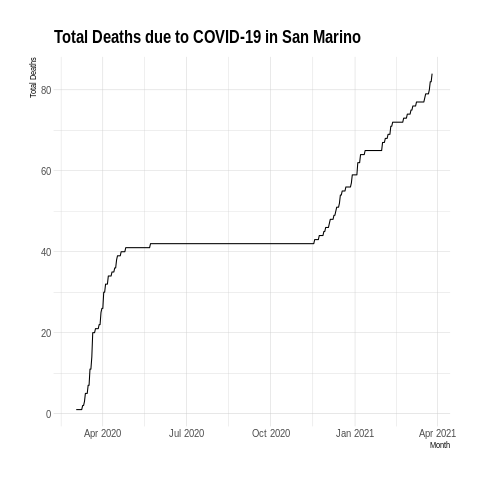 Total Deaths due to COVID-19 in San Marino
Total Deaths
80
60
40
20
0
Apr 2020
Jul 2020
Oct 2020
Jan 2021
Apr 2021
Month